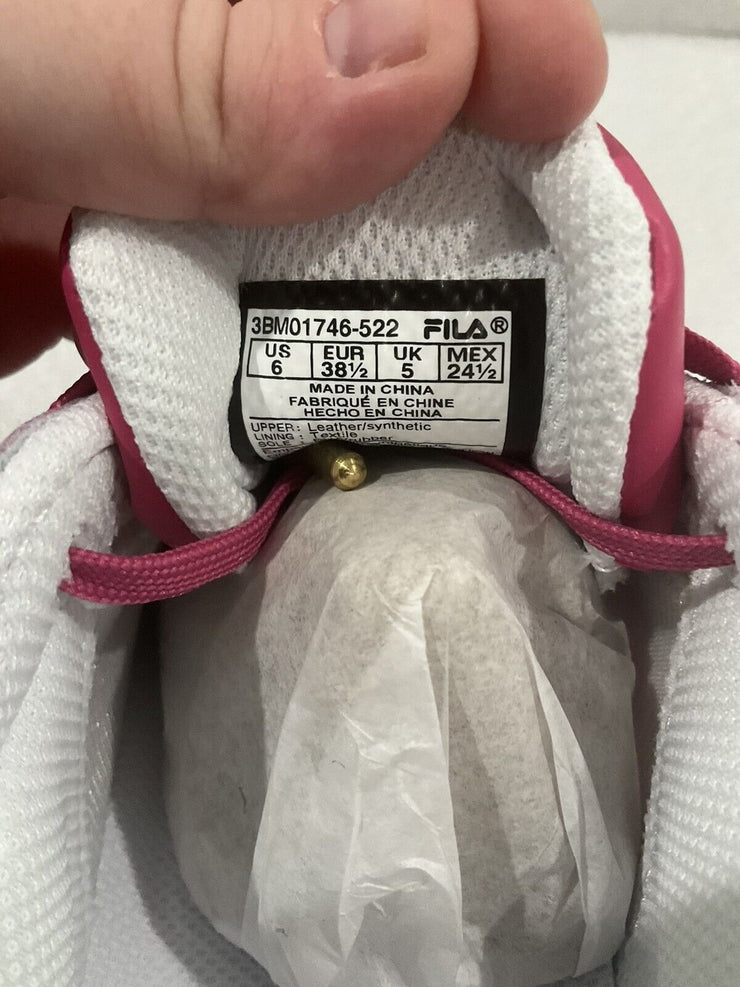 3BM01746-522 FILA®
US EUR UK MEX
6 38½ 5 24½
MADE IN CHINA
FABRIQUÉ EN CHINE
HECHO EN CHINA
UPPER: Leather/synthetic
LINING : Textile
SOLE :